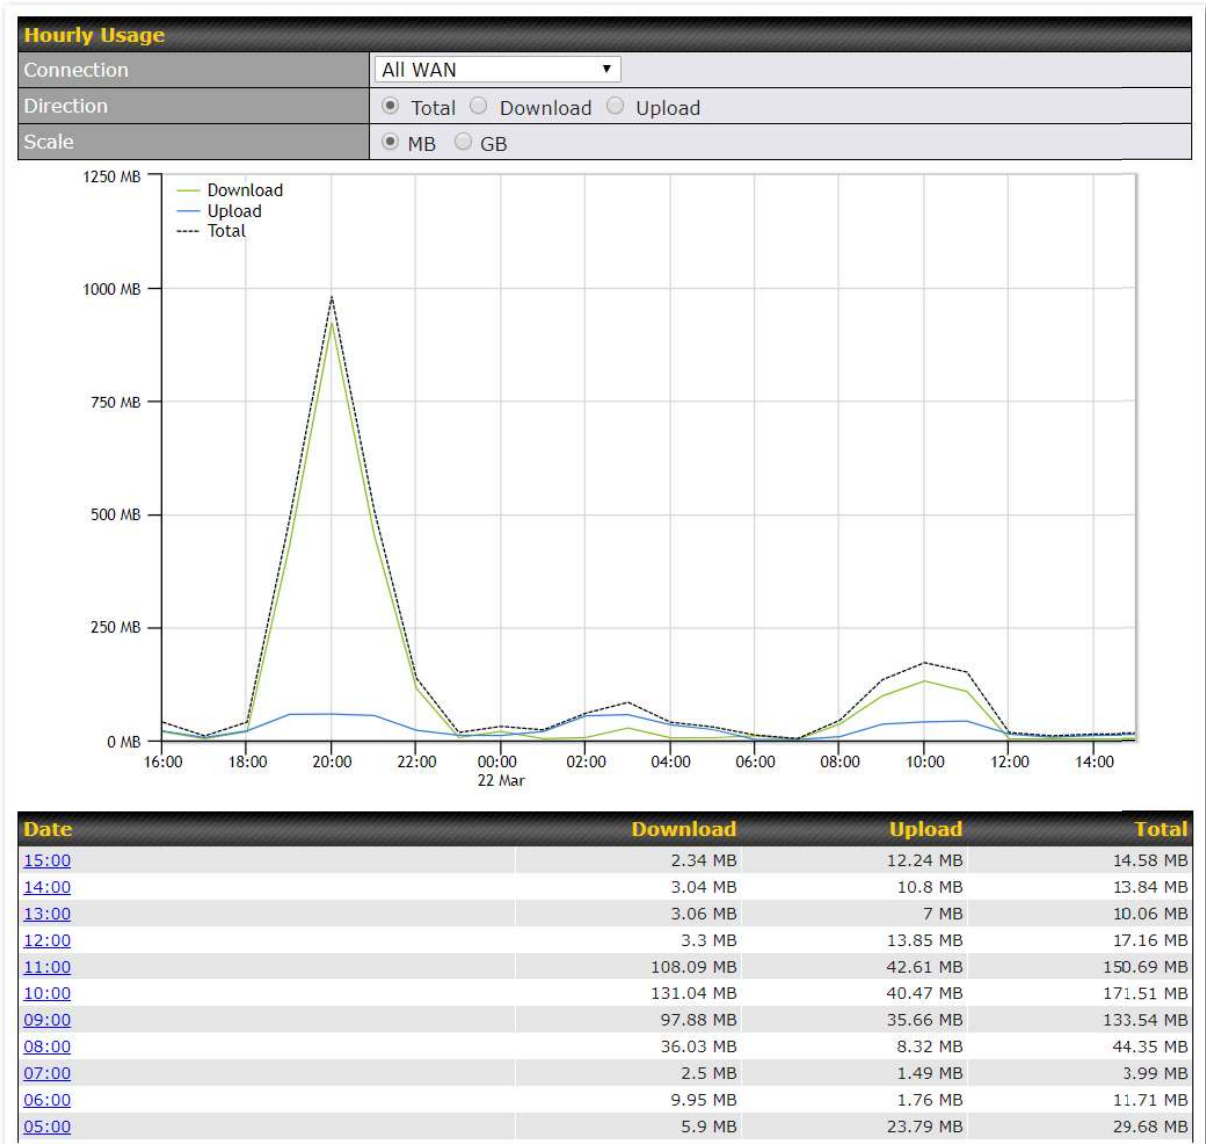 Hourly Usage
Connection All WAN
Direction Total Download Upload
Scale MB GB
1250 MB
Download
Upload
Total
1000 MB
750 MB
500 MB
250 MB
0 MB
16:00 18:00 20:00 22:00 00:00 02:00 04:00 06:00 08:00 10:00 12:00 14:00
22 Mar
Date Download Upload Total
15:00 2.34 MB 12.24 MB 14.58 MB
14:00 3.04 MB 10.8 MB 13.84 MB
13:00 3.06 MB 7 MB 10.06 MB
12:00 3.3 MB 13.85 MB 17.16 MB
11:00 108.09 MB 42.61 MB 150.69 MB
10:00 131.04 MB 40.47 MB 171.51 MB
09:00 97.88 MB 35.66 MB 133.54 MB
08:00 36.03 MB 8.32 MB 44.35 MB
07:00 2.5 MB 1.49 MB 3.99 MB
06:00 9.95 MB 1.76 MB 11.71 MB
05:00 5.9 MB 23.79 MB 29.68 MB